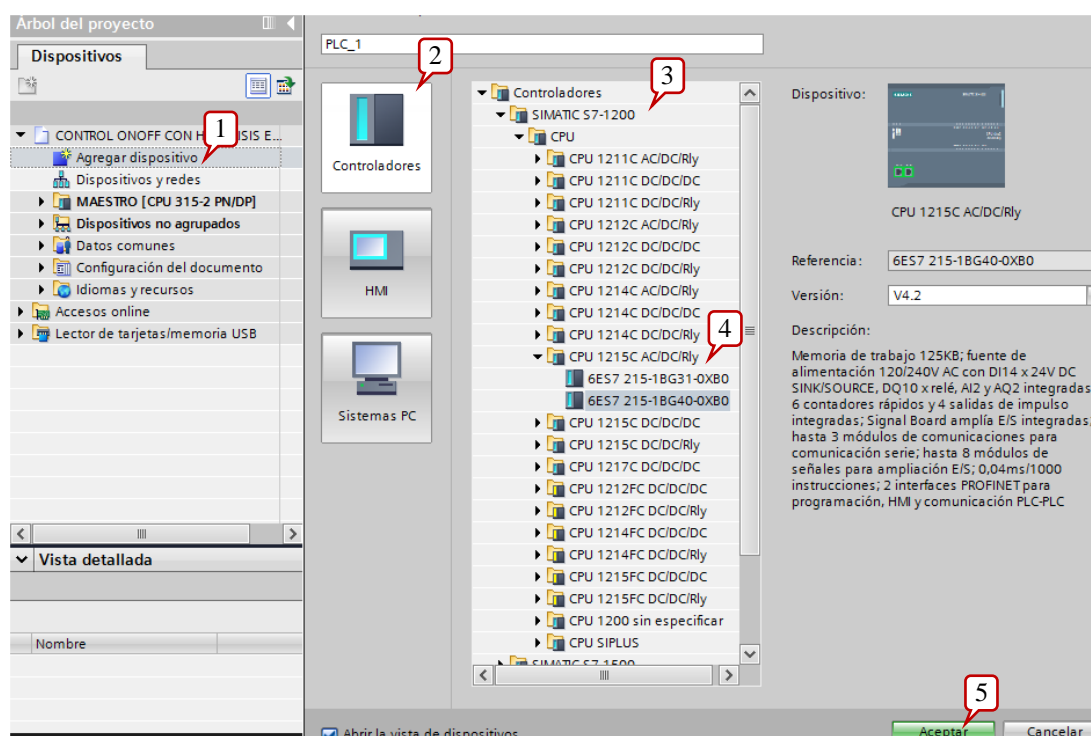 Árbol del proyecto
Dispositivos
1
CONTROL ONOFF CON
Agregar dispositivo
Dispositivos y redes
MAESTRO [CPU 315-2 PN/DP]
Dispositivos no agrupados
Datos comunes
Configuración del documento
Idiomas y recursos
Accesos online
Lector de tarjetas/memoria USB
Vista detallada
Nombre
PLC_1
2
Controladores
HMI
Sistemas PC
3
Controladores
SIMATIC S7-1200
CPU
CPU 1211C AC/DC/Rly
CPU 1211C DC/DC/DC
CPU 1211C DC/DC/Rly
CPU 1212C AC/DC/Rly
CPU 1212C DC/DC/DC
CPU 1212C DC/DC/Rly
CPU 1214C AC/DC/Rly
CPU 1214C DC/DC/DC
CPU 1214C DC/DC/Rly
4
CPU 1215C AC/DC/Rly
6ES7 215-1BG31-0XB0
6ES7 215-1BG40-0XB0
CPU 1215C DC/DC/DC
CPU 1215C DC/DC/Rly
CPU 1217C DC/DC/DC
CPU 1212FC DC/DC/DC
CPU 1212FC DC/DC/Rly
CPU 1214FC DC/DC/DC
CPU 1214FC DC/DC/Rly
CPU 1215FC DC/DC/DC
CPU 1215FC DC/DC/Rly
CPU 1200 sin especificar
CPU SIPLUS
SIMATIC S7-1500
Dispositivo:
CPU 1215C AC/DC/Rly
Referencia: 6ES7 215-1BG40-0XB0
Versión: V4.2
Descripción:
Memoria de trabajo 125KB; fuente de
alimentación 120/240V AC con DI14 x 24V DC
SINK/SOURCE, DQ10 x relé, AI2 y AQ2 integradas
6 contadores rápidos y 4 salidas de impulso
integradas; Signal Board amplía E/S integradas,
hasta 3 módulos de comunicaciones para
comunicación serie; hasta 8 módulos de
señales para ampliación E/S; 0,04ms/1000
instrucciones; 2 interfaces PROFINET para
programación, HMI y comunicación PLC-PLC
5
Abrir la vista de dispositivos
Aceptar
Cancelar